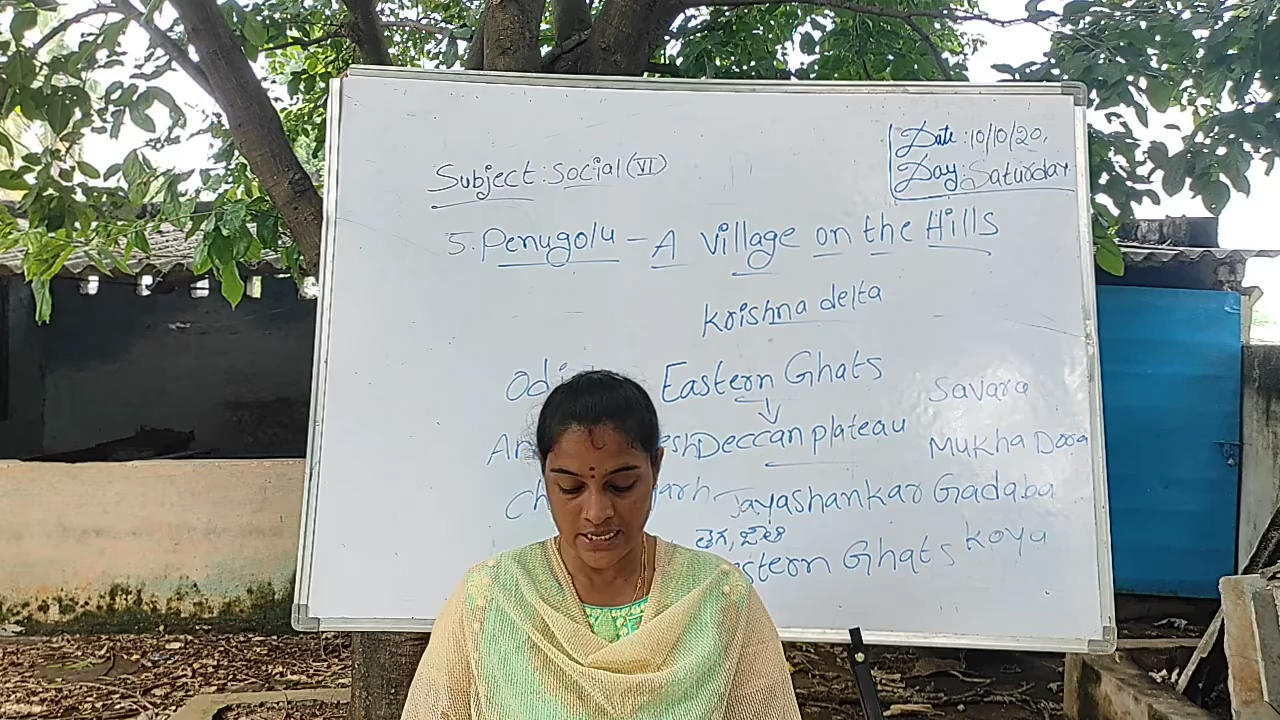 Date : 10/10/20.
Day : Saturday
Subject : Social (VI)
5. Penugolu – A Village on the Hills
Krishna delta
Eastern Ghats
Savara
Deccan plateau
Mukha Dora
Jayashankar Gadaba
Ghats Koya